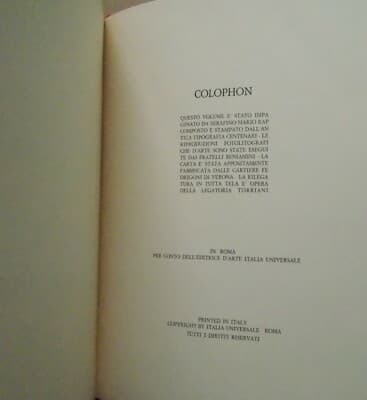 COLOPHON
QUESTO VOLUME E' STATO IMPA
GINATO DA SERAFINO MARIO RAP
COMPOSTO E STAMPATO DALL'AN
TICA TIPOGRAFIA CENTENARI · LE
RIPRODUZIONI FOTOLITOGRAFI
CHE D'ARTE SONO STATE ESEGUI
TE DAI FRATELLI BENIAMINI · LA
CARTA E' STATA APPOSITAMENTE
FABBRICATA DALLE CARTIERE FE
DRIGONI DI VERONA · LA RILEGA
TURA IN TUTTA TELA E' OPERA
DELLA LEGATORIA TORRIANI
IN ROMA
PER CONTO DELL'EDITRICE D'ARTE ITALIA UNIVERSALE
PRINTED IN ITALY
COPYRIGHT BY ITALIA UNIVERSALE ROMA
TUTTI I DIRITTI RISERVATI